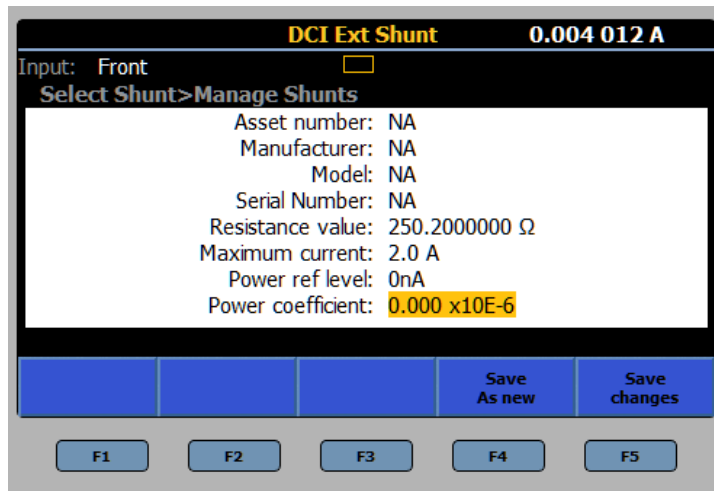 DCI Ext Shunt 0.004 012 A
Input: Front
Select Shunt>Manage Shunts
Asset number: NA
Manufacturer: NA
Model: NA
Serial Number: NA
Resistance value: 250.2000000 Ω
Maximum current: 2.0 A
Power ref level: 0nA
Power coefficient: 0.000 x10E-6
Save As new
Save changes
F1 F2 F3 F4 F5